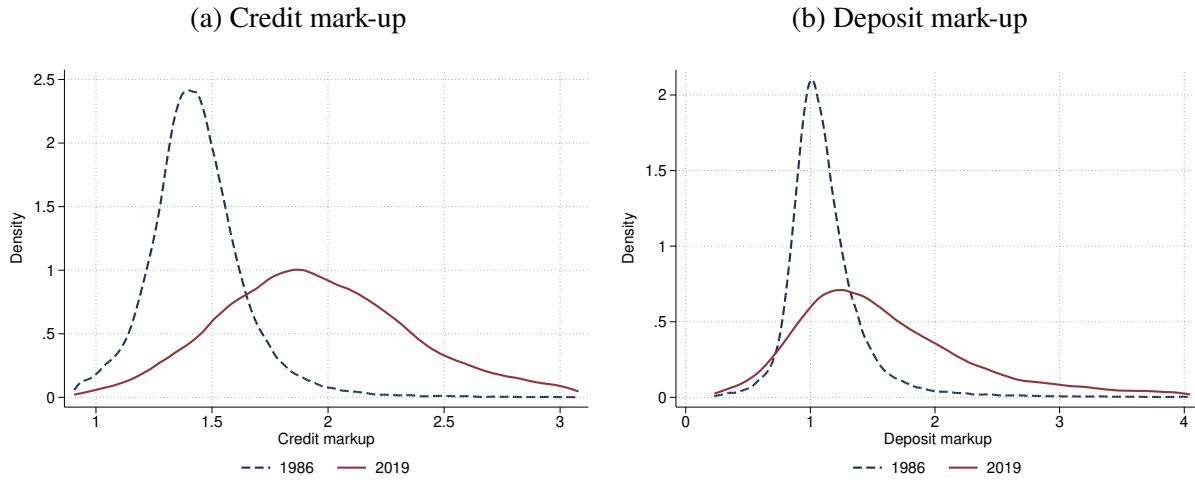 (a) Credit mark-up
2.5
2
1.5
1
.5
0
Density
1 1.5 2 2.5 3
Credit markup
1986 2019
(b) Deposit mark-up
2
1.5
1
.5
0
Density
0 1 2 3 4
Deposit markup
1986 2019